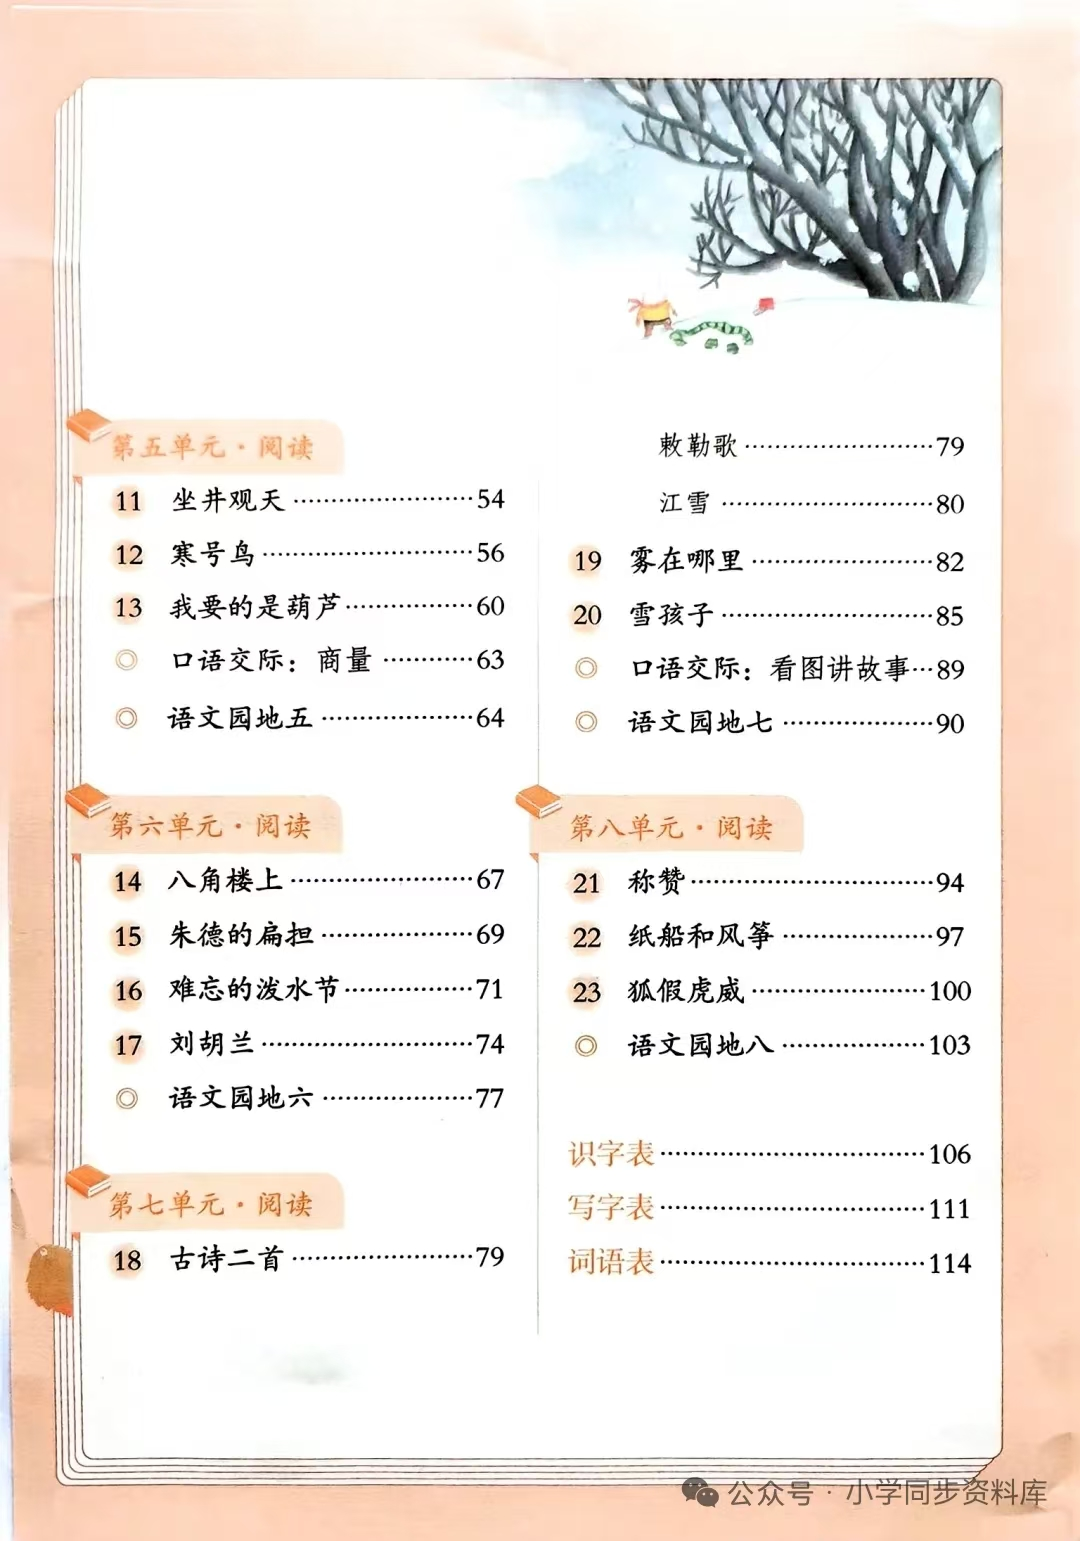 第五单元·阅读
11 坐井观天……………………54
12 寒号鸟……………………56
13 我要的是葫芦……………60
◎ 口语交际：商量…………63
◎ 语文园地五………………64
第六单元·阅读
14 八角楼上……………………67
15 朱德的扁担………………69
16 难忘的泼水节……………71
17 刘胡兰……………………74
◎ 语文园地六………………77
第七单元·阅读
18 古诗二首……………………79
敕勒歌……………………79
江雪……………………80
19 雾在哪里……………………82
20 雪孩子……………………85
◎ 口语交际：看图讲故事…89
◎ 语文园地七………………90
第八单元·阅读
21 称赞……………………94
22 纸船和风筝………………97
23 狐假虎威…………………100
◎ 语文园地八………………103
识字表……………………106
写字表……………………111
词语表……………………114
公众号·小学同步资料库